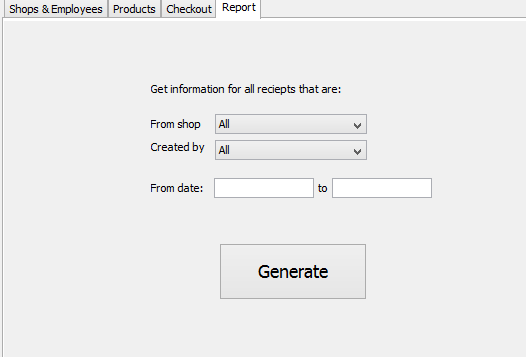 Shops & Employees Products Checkout Report
Get information for all reciepts that are:
From shop All
Created by All
From date: to
Generate